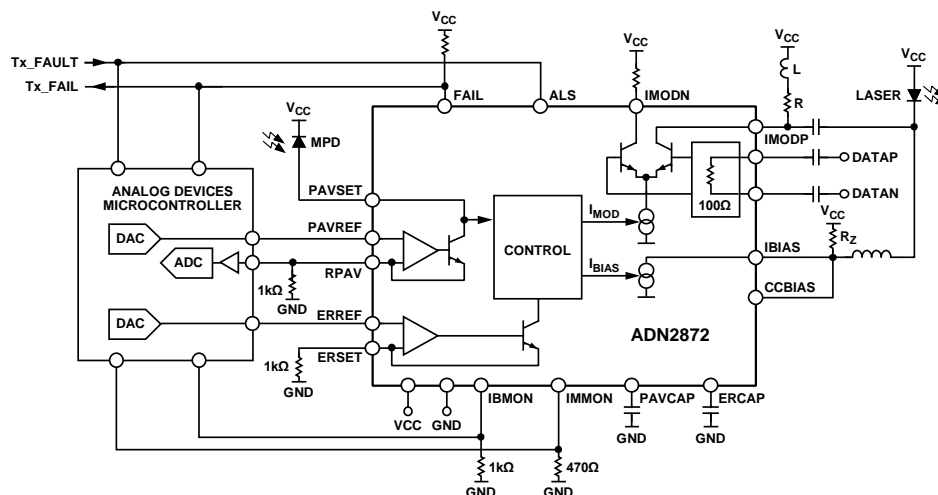 VCC
Tx_FAULT
Tx_FAIL
FAIL
ALS
VCC
IMODN
VCC
L
R
IMODP
VCC
LASER
VCC
MPD
DATAP
DATAN
100Ω
ANALOG DEVICES
MICROCONTROLLER
DAC
ADC
DAC
PAVSET
PAVREF
RPAV
1kΩ
GND
ERREF
ERSET
1kΩ
GND
CONTROL
IMOD
IBIAS
VCC
RZ
IBIAS
CCBIAS
ADN2872
VCC
GND
IBMON
IMMON
PAVCAP
ERCAP
GND
GND
1kΩ
GND
470Ω
GND